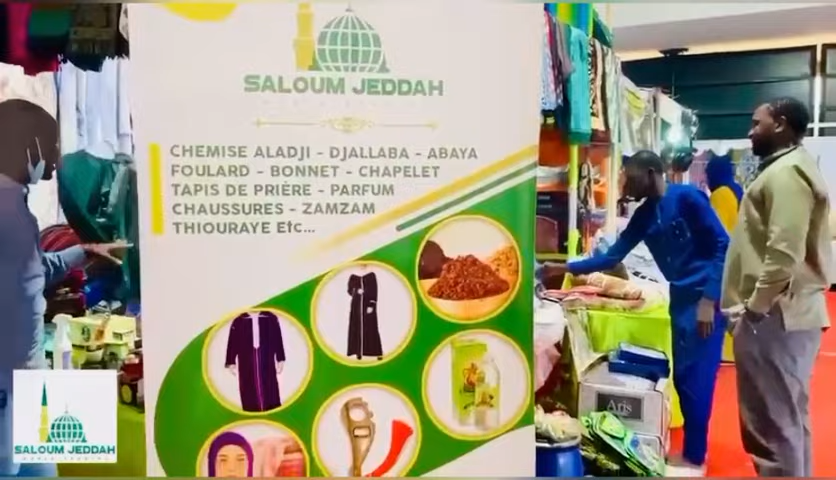 SALOUM JEDDAH
CHEMISE ALADJI - DJALLABA - ABAYA
FOULARD - BONNET - CHAPELET
TAPIS DE PRIÈRE - PARFUM
CHAUSSURES - ZAMZAM
THIOURAYE Etc...
Aris
SALOUM JEDDAH